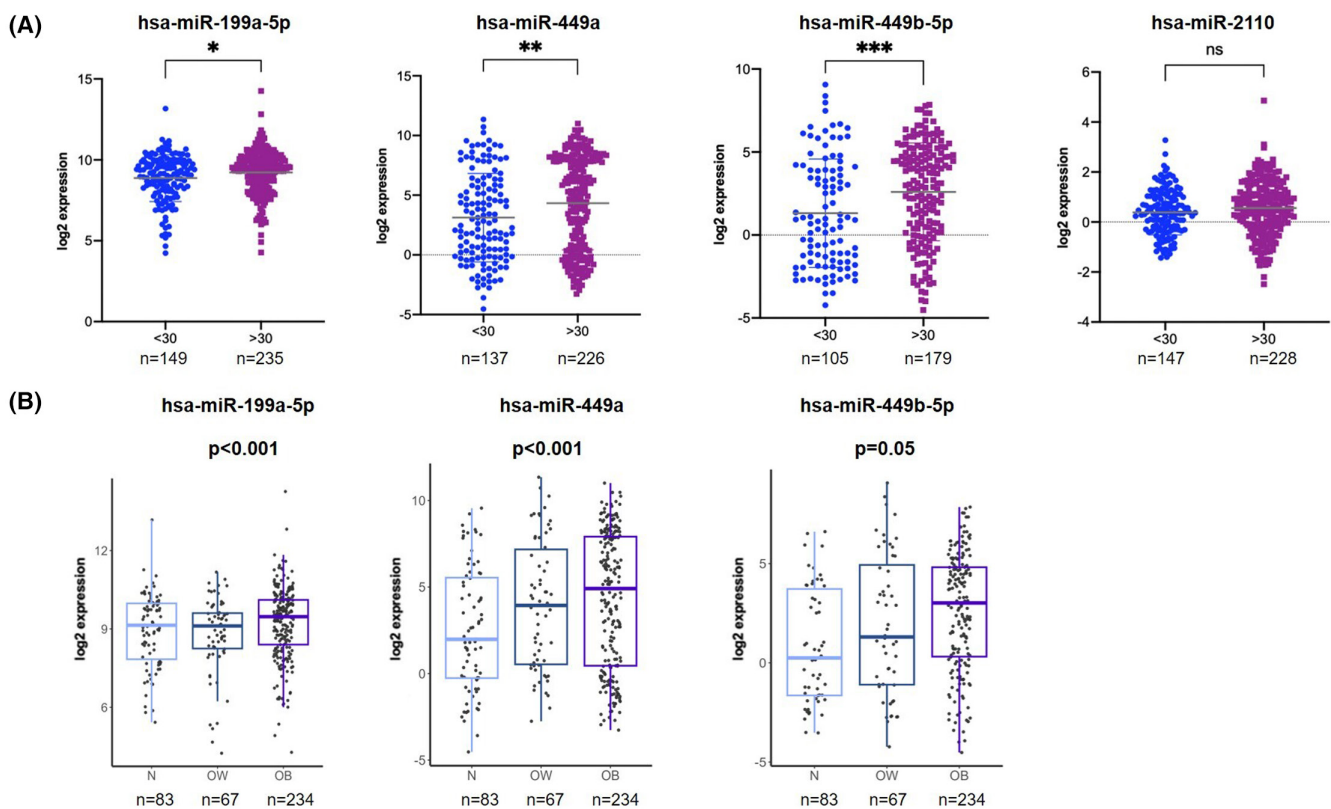 (A)
hsa-miR-199a-5p
*
log2 expression
15
10
5
0
<30
>30
n=149
n=235
hsa-miR-449a
**
log2 expression
15
10
5
0
-5
<30
>30
n=137
n=226
hsa-miR-449b-5p
***
log2 expression
10
5
0
-5
<30
>30
n=105
n=179
hsa-miR-2110
ns
log2 expression
6
4
2
0
-2
-4
<30
>30
n=147
n=228
(B)
hsa-miR-199a-5p
p<0.001
log2 expression
12
9
6
N
OW
OB
n=83
n=67
n=234
hsa-miR-449a
p<0.001
log2 expression
10
5
0
-5
N
OW
OB
n=83
n=67
n=234
hsa-miR-449b-5p
p=0.05
log2 expression
5
0
-5
N
OW
OB
n=83
n=67
n=234